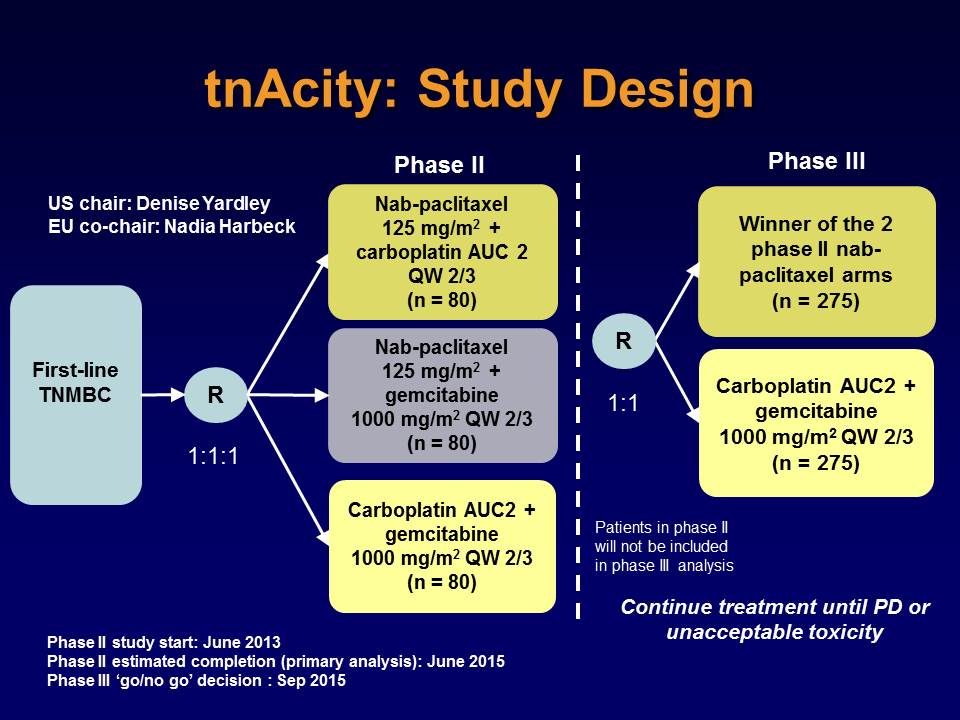 tnAcity: Study Design
Phase II
Phase III
US chair: Denise Yardley
EU co-chair: Nadia Harbeck
First-line
TNMBC
R
1:1:1
Nab-paclitaxel
125 mg/m² +
carboplatin AUC 2
QW 2/3
(n = 80)
Nab-paclitaxel
125 mg/m² +
gemcitabine
1000 mg/m² QW 2/3
(n = 80)
Carboplatin AUC2 +
gemcitabine
1000 mg/m² QW 2/3
(n = 80)
R
1:1
Winner of the 2
phase II nab-
paclitaxel arms
(n = 275)
Carboplatin AUC2 +
gemcitabine
1000 mg/m² QW 2/3
(n = 275)
Patients in phase II
will not be included
in phase III analysis
Continue treatment until PD or
unacceptable toxicity
Phase II study start: June 2013
Phase II estimated completion (primary analysis): June 2015
Phase III ‘go/no go’ decision : Sep 2015